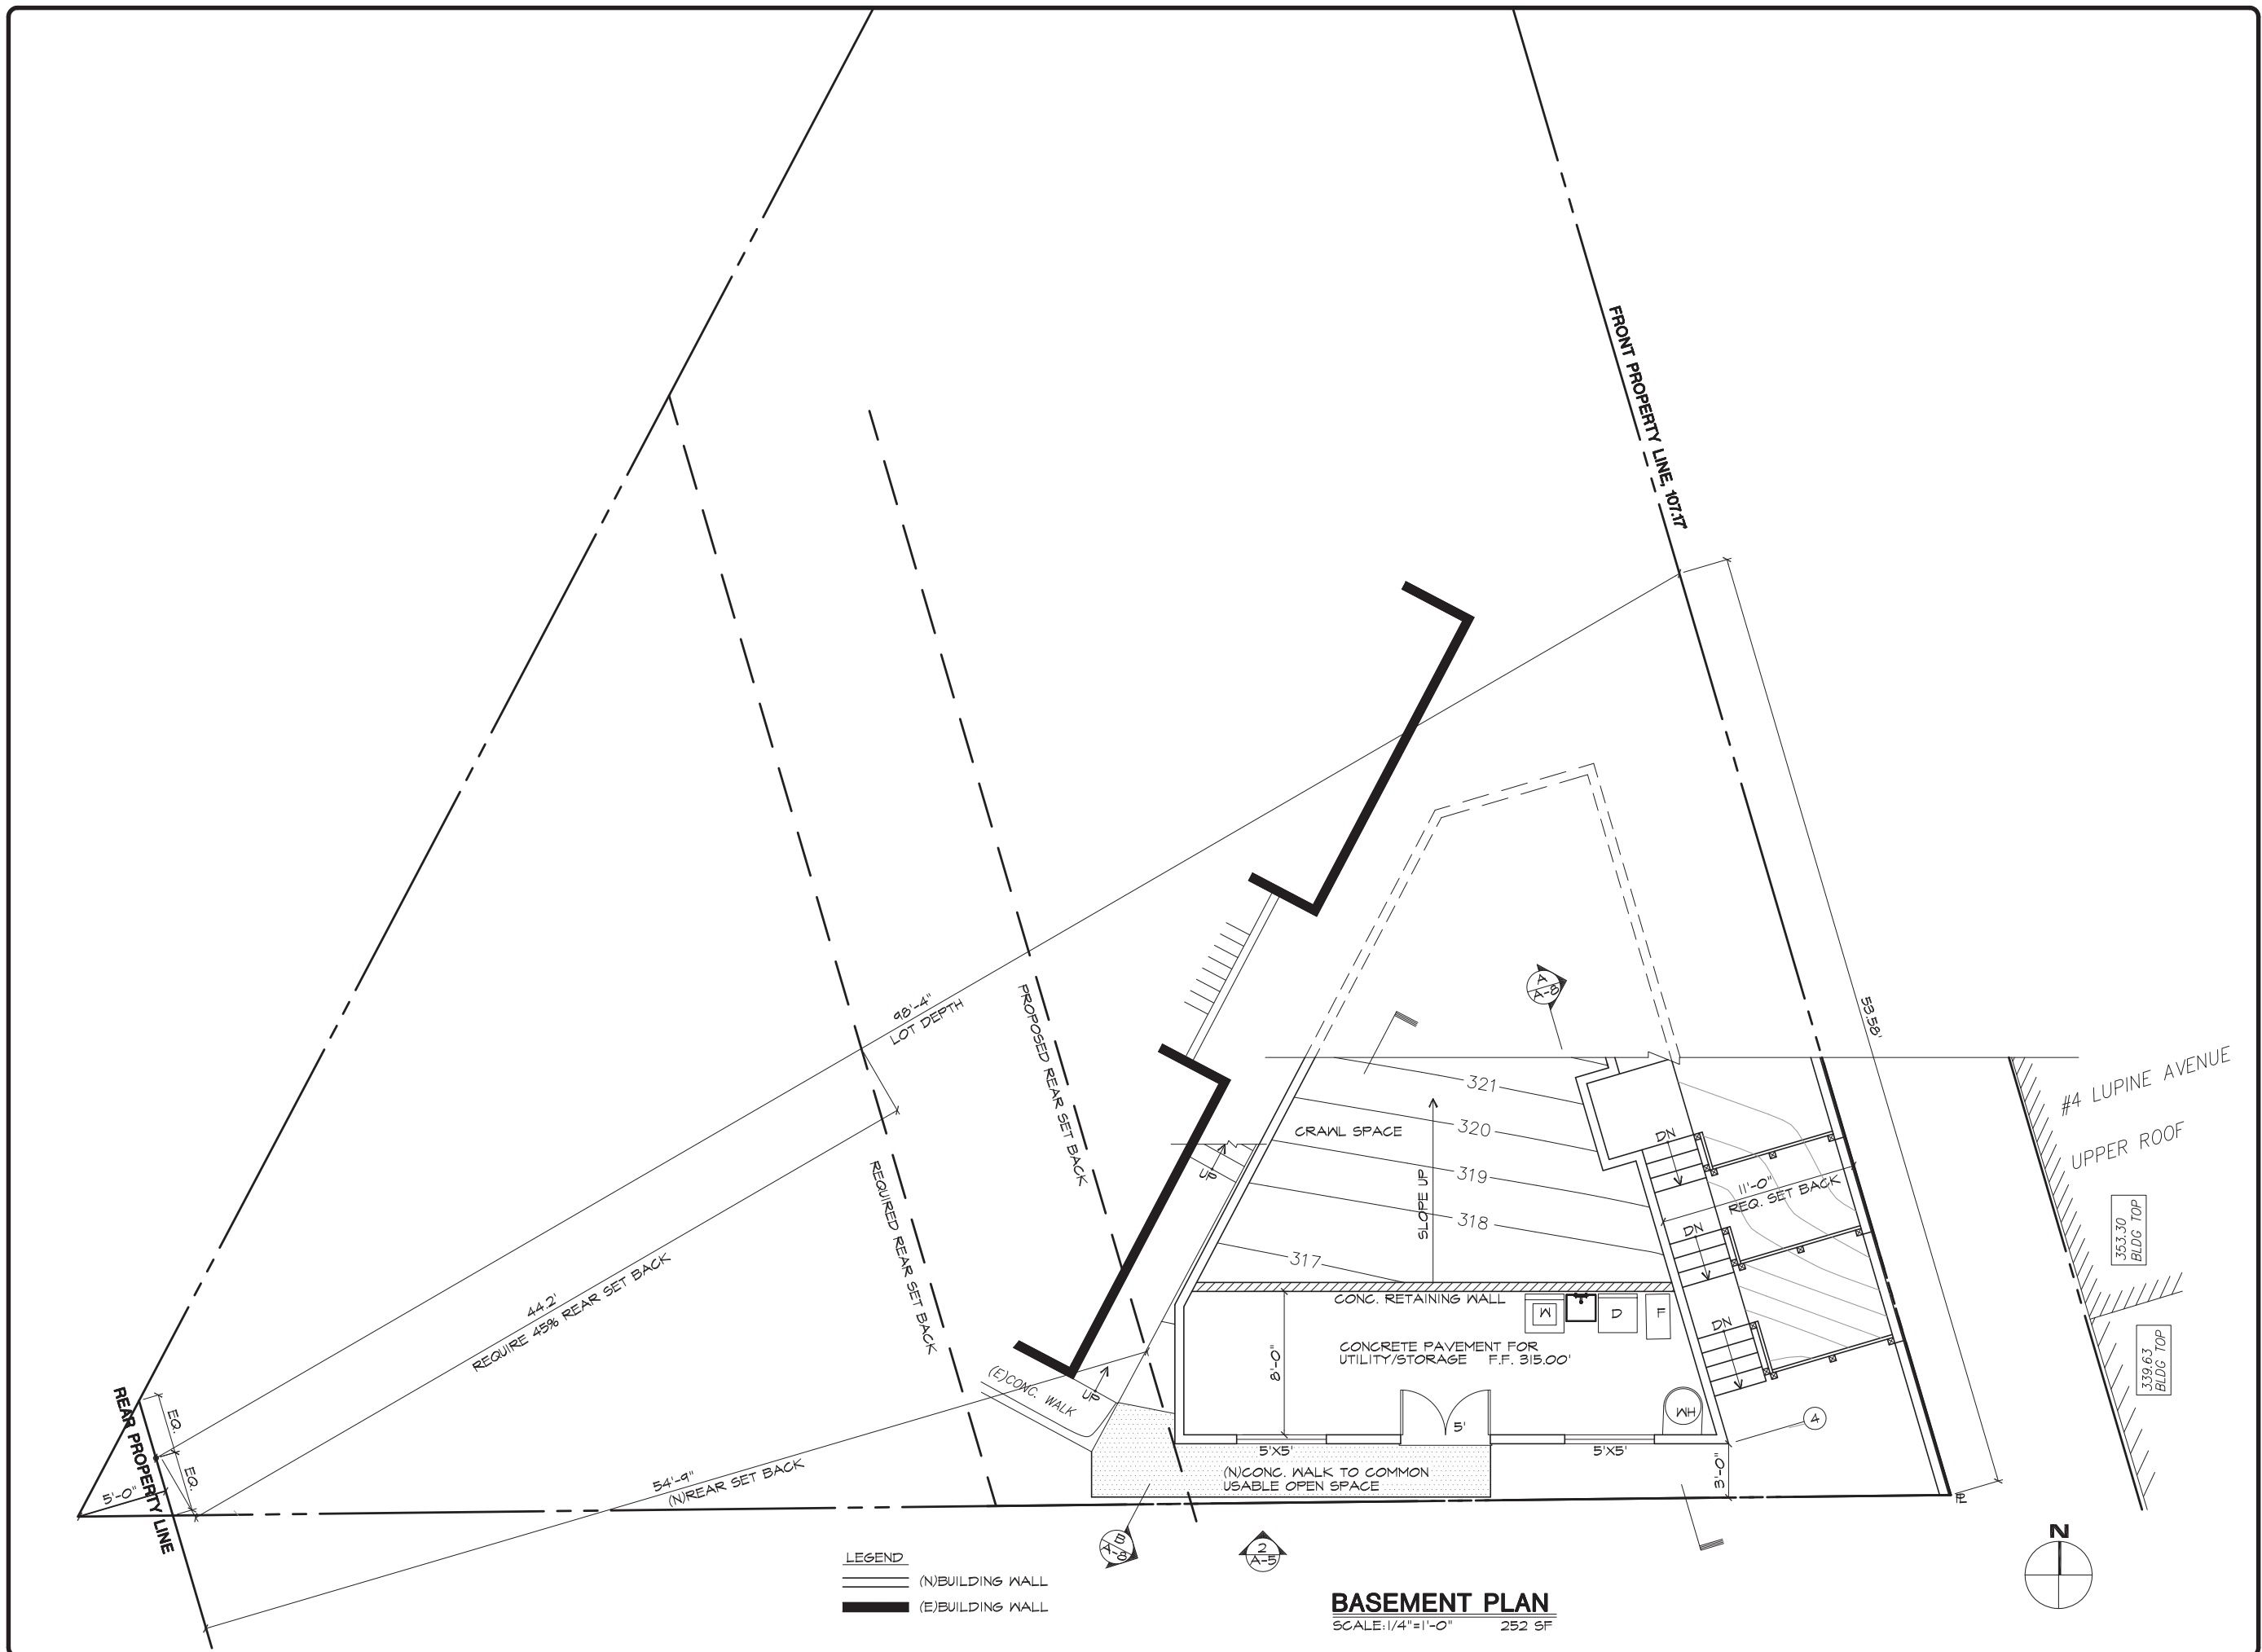 FRONT PROPERTY LINE, 107.17'
53.58'
98'-4"
LOT DEPTH
PROPOSED REAR SET BACK
REQUIRED REAR SET BACK
44.2'
REQUIRE 45% REAR SET BACK
54'-9"
(N)REAR SET BACK
REAR PROPERTY LINE
EQ.
EQ.
5'-0"
A
A-8
#4 LUPINE AVENUE
UPPER ROOF
353.30
BLDG TOP
339.63
BLDG TOP
321
320
319
318
317
CRAWL SPACE
SLOPE UP
UP
DN
DN
DN
11'-0"
REQ. SET BACK
CONC. RETAINING WALL
W
D
F
CONCRETE PAVEMENT FOR
UTILITY/STORAGE F.F. 315.00'
8'-0"
WH
5'
5'X5'
5'X5'
4
3'-0"
(E)CONC. WALK
UP
(N)CONC. WALK TO COMMON
USABLE OPEN SPACE
PL
B
A-8
2
A-5
N
LEGEND
(N)BUILDING WALL
(E)BUILDING WALL
BASEMENT PLAN
SCALE:1/4"=1'-0" 252 SF